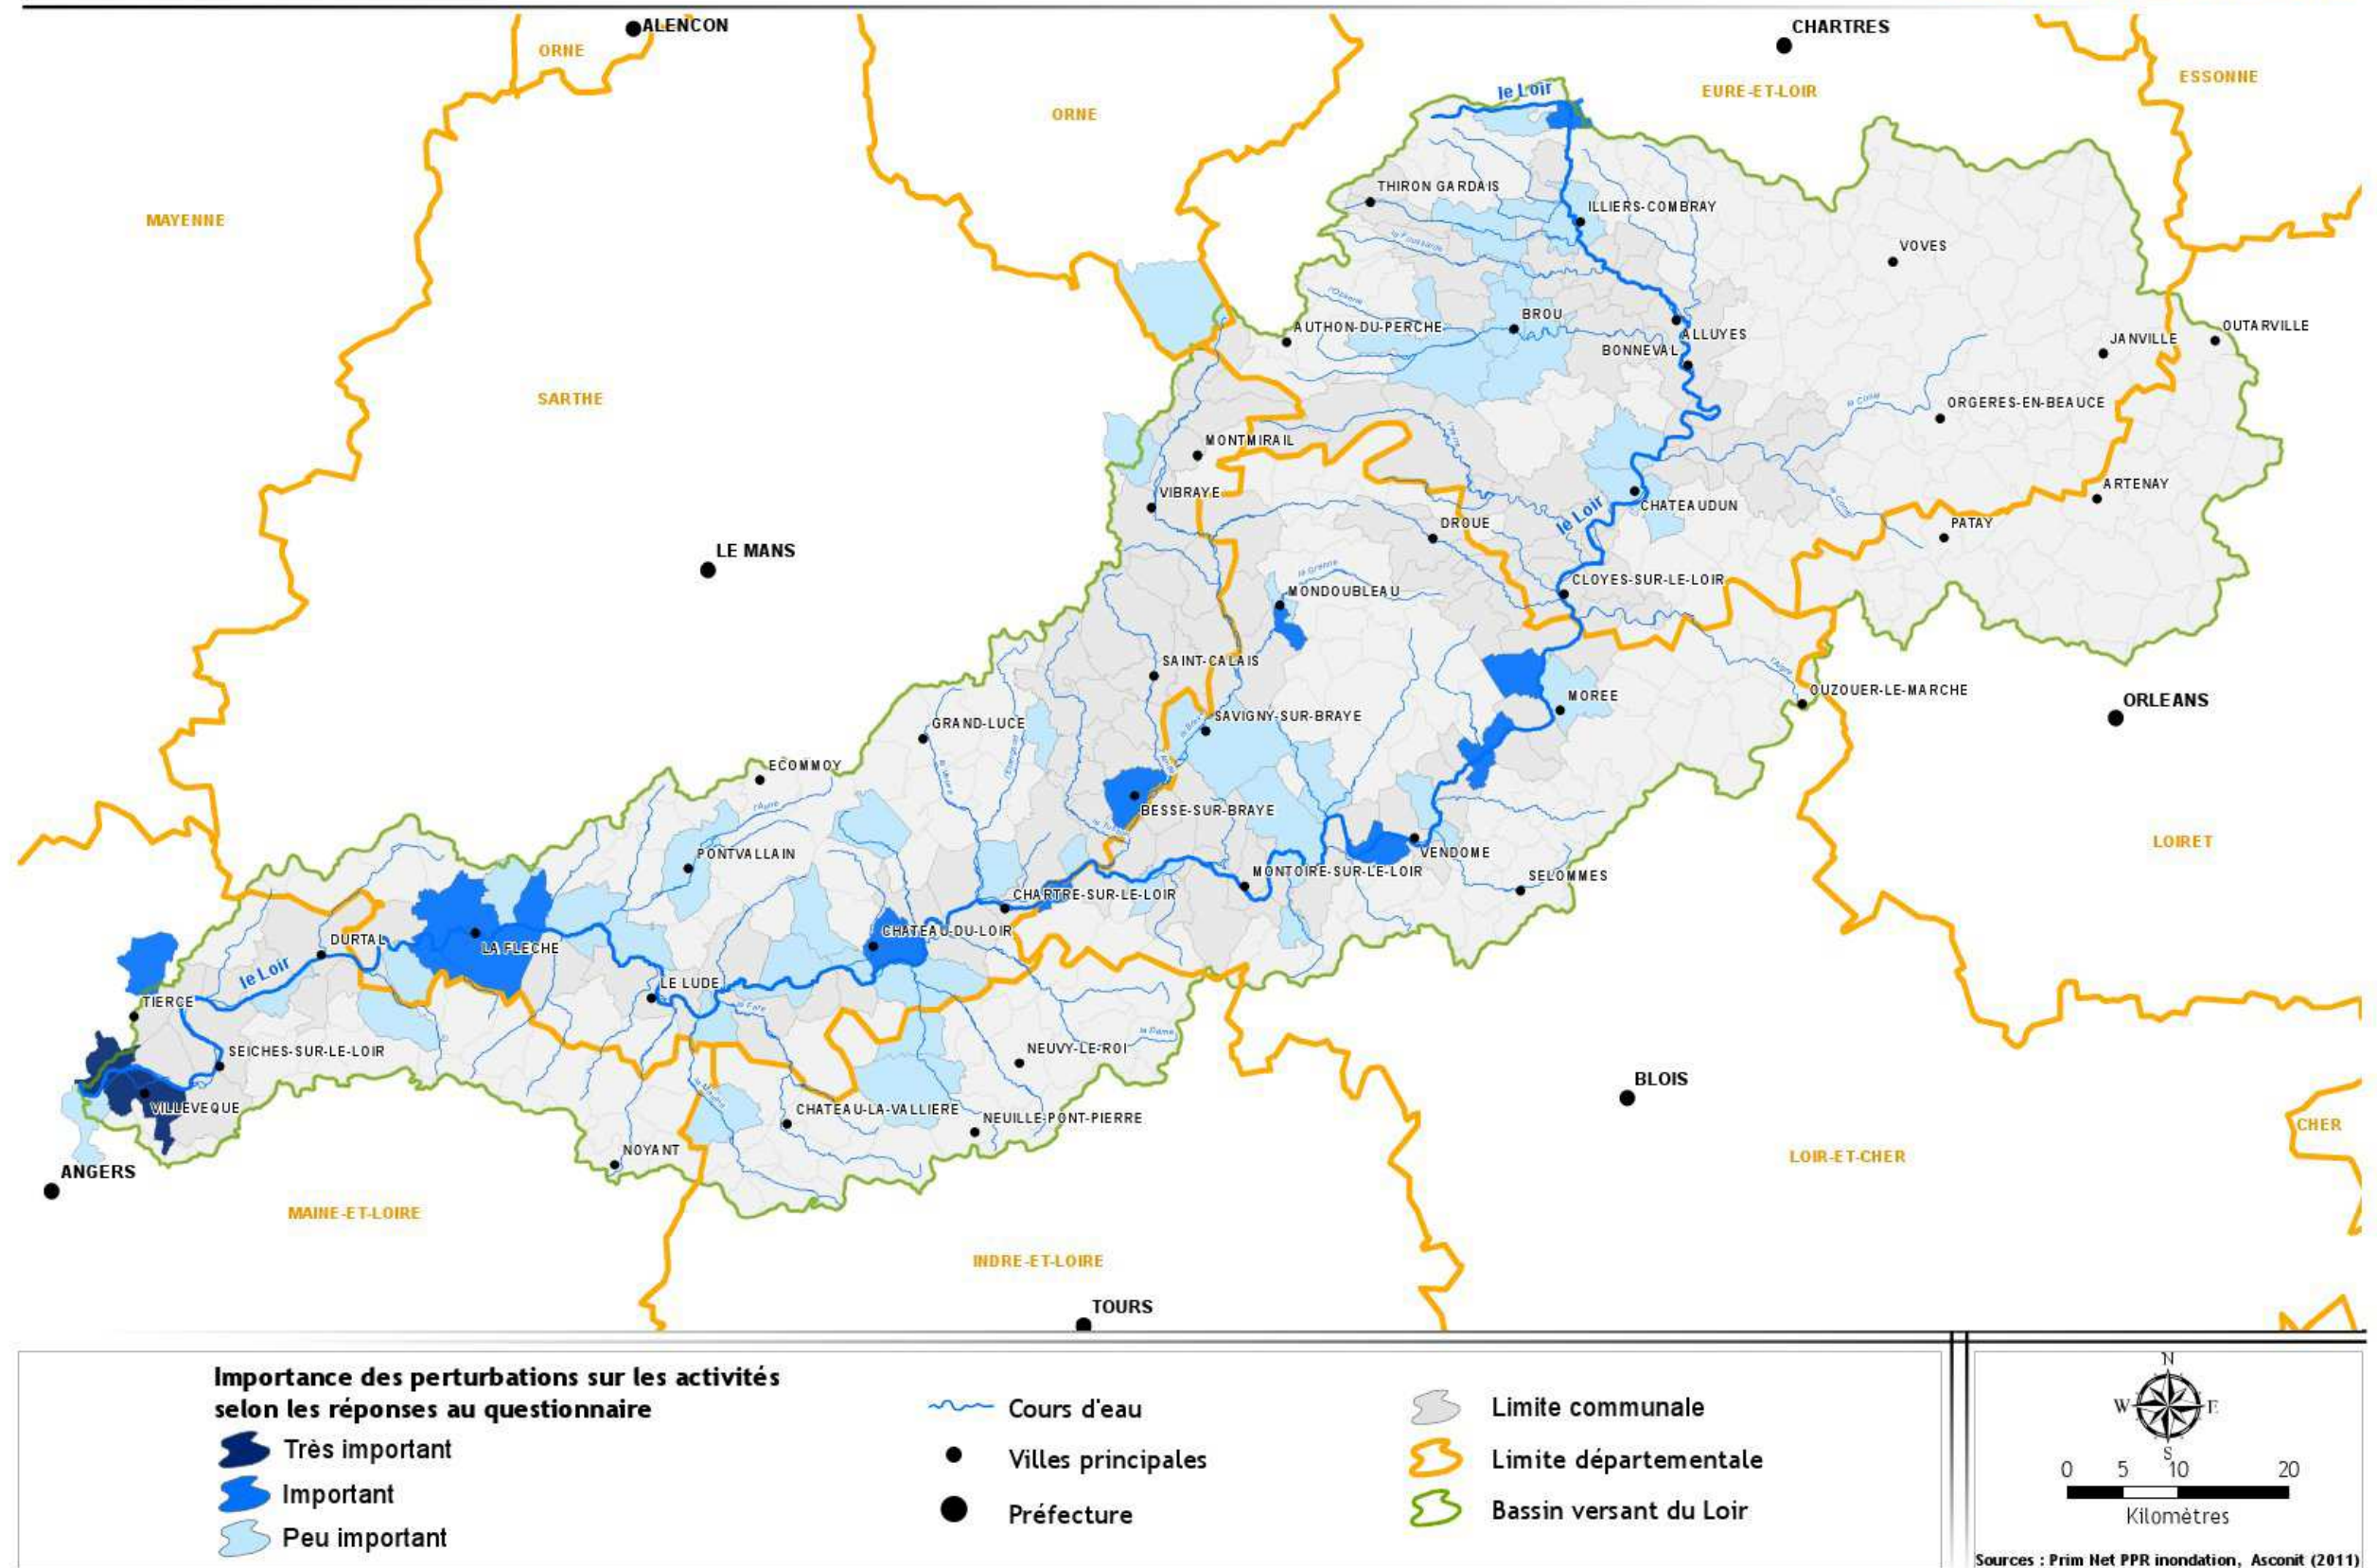 ALENCON
CHARTRES
ORNE
ESSONNE
EURE-ET-LOIR
le Loir
ORNE
THIRON GARDAIS
ILLIERS-COMBRAY
MAYENNE
VOVES
BROU
AUTHON-DU-PERCHE
ALLUYES
OUTARVILLE
JANVILLE
BONNEVAL
SARTHE
ORGERES-EN-BEAUCE
MONTMIRAIL
VIBRAYE
ARTENAY
CHATEAUDUN
le Loir
DROUE
PATAY
LE MANS
la Grenne
CLOYES-SUR-LE-LOIR
MONDOUBLEAU
SAINT-CALAIS
MOREE
OUZOUER-LE-MARCHE
ORLEANS
SAVIGNY-SUR-BRAYE
GRAND-LUCE
ECOMMOY
l'Aune
BESSE-SUR-BRAYE
LOIRET
PONTVALLAIN
VENDOME
MONTOIRE-SUR-LE-LOIR
SELOMMES
CHARTRE-SUR-LE-LOIR
CHATEAU-DU-LOIR
DURTAL
LA FLECHE
le Loir
LE LUDE
TIERCE
la Fare
SEICHES-SUR-LE-LOIR
NEUVY-LE-ROI
BLOIS
VILLEVEQUE
CHATEAU-LA-VALLIERE
NEUILLE-PONT-PIERRE
CHER
NOYANT
LOIR-ET-CHER
ANGERS
MAINE-ET-LOIRE
INDRE-ET-LOIRE
TOURS
Importance des perturbations sur les activités
selon les réponses au questionnaire
Très important
Important
Peu important
Cours d'eau
Villes principales
Préfecture
Limite communale
Limite départementale
Bassin versant du Loir
N
W E
S
0 5 10 20
Kilomètres
Sources : Prim Net PPR inondation, Asconit (2011)